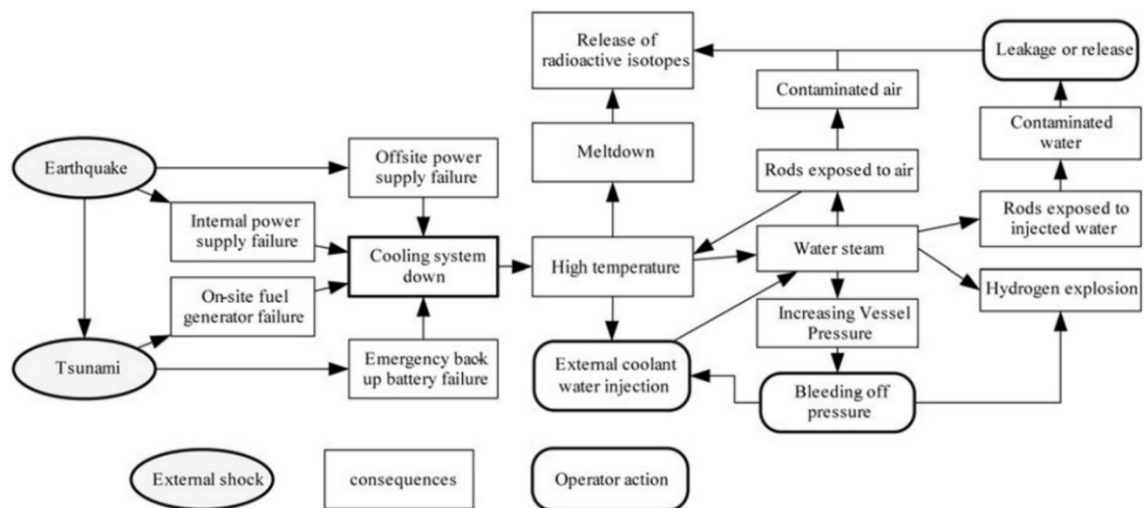 Release of
radioactive isotopes
Leakage or release
Contaminated air
Contaminated
water
Earthquake
Offsite power
supply failure
Meltdown
Rods exposed to air
Internal power
supply failure
Rods exposed to
injected water
Cooling system
down
High temperature
Water steam
On-site fuel
generator failure
Hydrogen explosion
Increasing Vessel
Pressure
Tsunami
Emergency back
up battery failure
External coolant
water injection
Bleeding off
pressure
External shock
consequences
Operator action